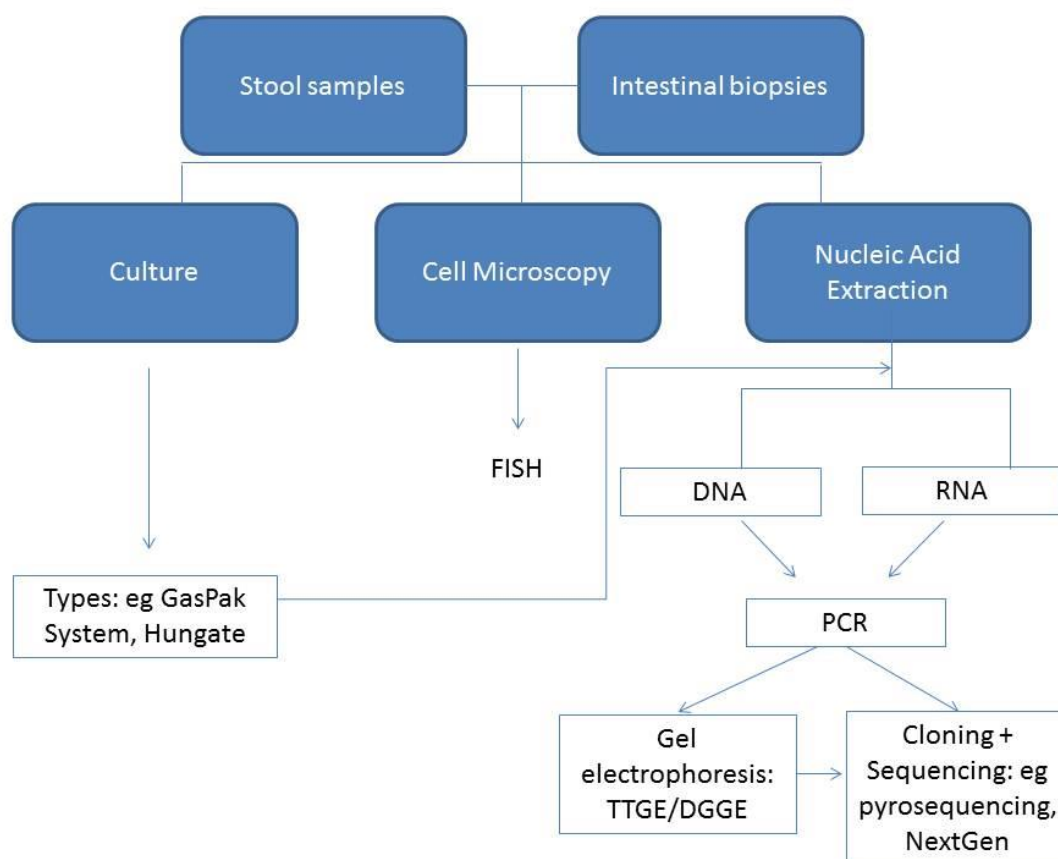 Stool samples
Intestinal biopsies
Culture
Cell Microscopy
Nucleic Acid
Extraction
FISH
DNA
RNA
Types: eg GasPak
System, Hungate
PCR
Gel
electrophoresis:
TTGE/DGGE
Cloning +
Sequencing: eg
pyrosequencing,
NextGen